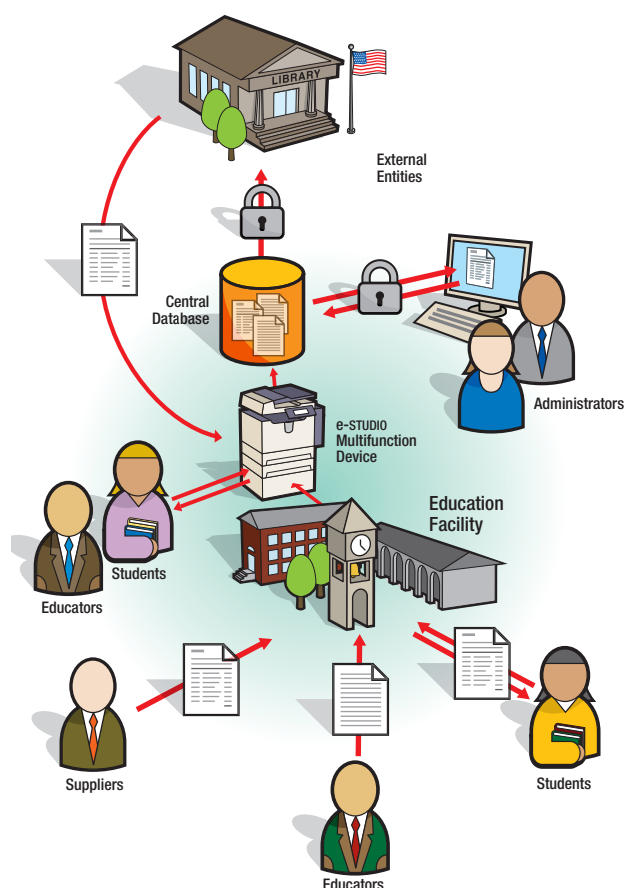 LIBRARY
External
Entities
Central
Database
Administrators
e-STUDIO
Multifunction
Device
Education
Facility
Students
Educators
Suppliers
Students
Educators